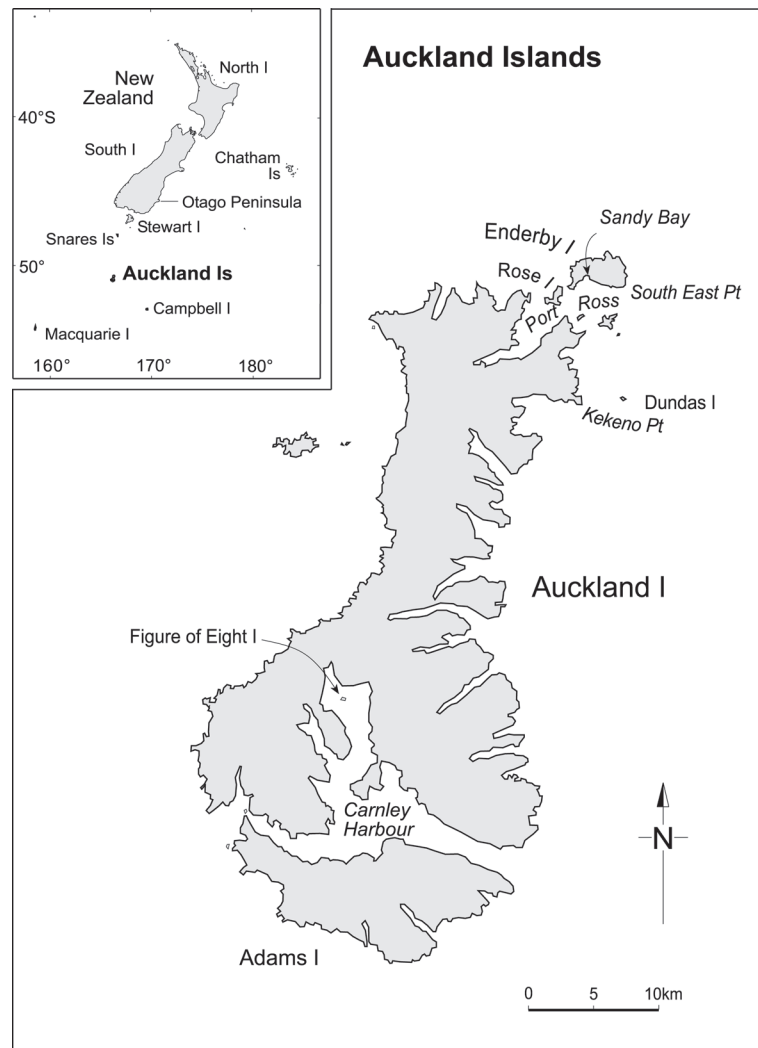 Auckland Islands
New
Zealand
North I
40°S
South I
Chatham
Is
Otago Peninsula
Stewart I
Snares Is
50°
Auckland Is
Campbell I
Macquarie I
160°
170°
180°
Sandy Bay
Enderby I
Rose I
South East Pt
Port Ross
Dundas I
Kekeno Pt
Auckland I
Figure of Eight I
Carnley
Harbour
N
Adams I
0
5
10km